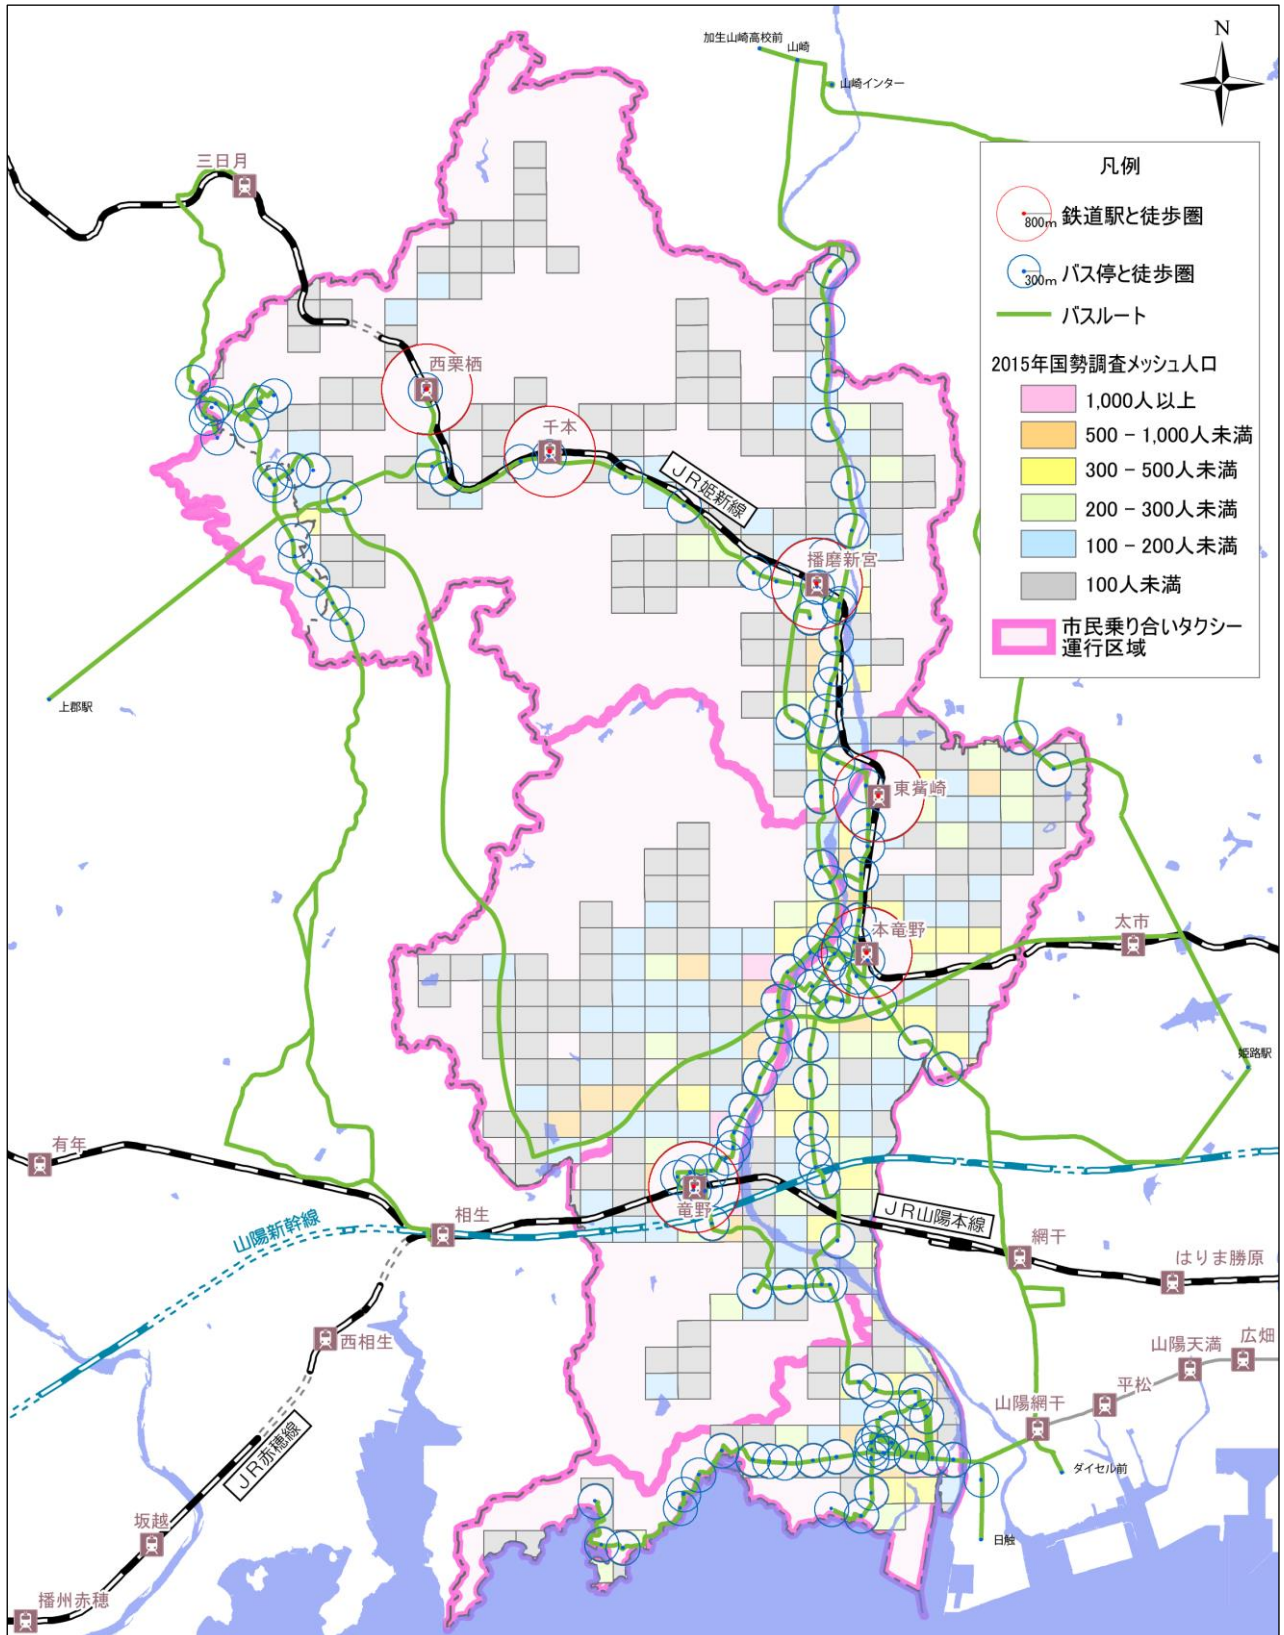 加生山崎高校前
山崎
山崎インター
N
三日月
凡例
800m 鉄道駅と徒歩圏
300m バス停と徒歩圏
バスルート
2015年国勢調査メッシュ人口
1,000人以上
500 - 1,000人未満
300 - 500人未満
200 - 300人未満
100 - 200人未満
100人未満
市民乗り合いタクシー
運行区域
西栗栖
千本
JR姫新線
播磨新宮
上郡駅
東觜崎
本竜野
太市
姫路駅
有年
相生
山陽新幹線
竜野
JR山陽本線
網干
はりま勝原
西相生
山陽天満
広畑
平松
山陽網干
JR赤穂線
ダイセル前
坂越
日触
播州赤穂